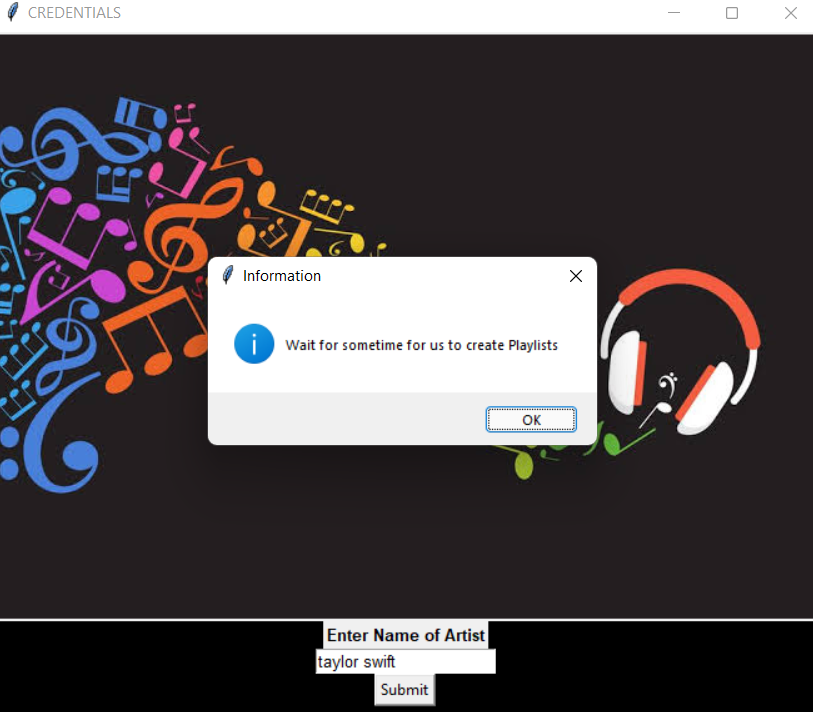 CREDENTIALS
Information
Wait for sometime for us to create Playlists
OK
Enter Name of Artist
taylor swift
Submit